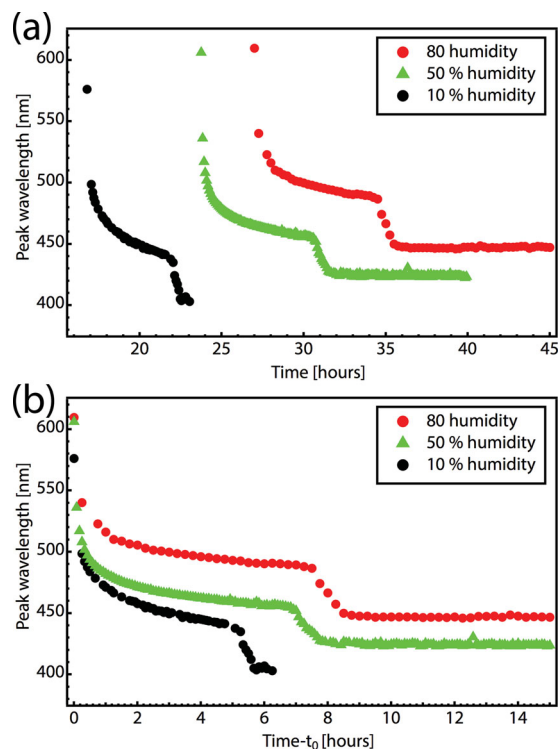 (a)
600
550
500
450
400
Peak wavelength [nm]
80 humidity
50 % humidity
10 % humidity
20 25 30 35 40 45
Time [hours]
(b)
600
550
500
450
400
Peak wavelength [nm]
80 humidity
50 % humidity
10 % humidity
0 2 4 6 8 10 12 14
Time-t₀ [hours]